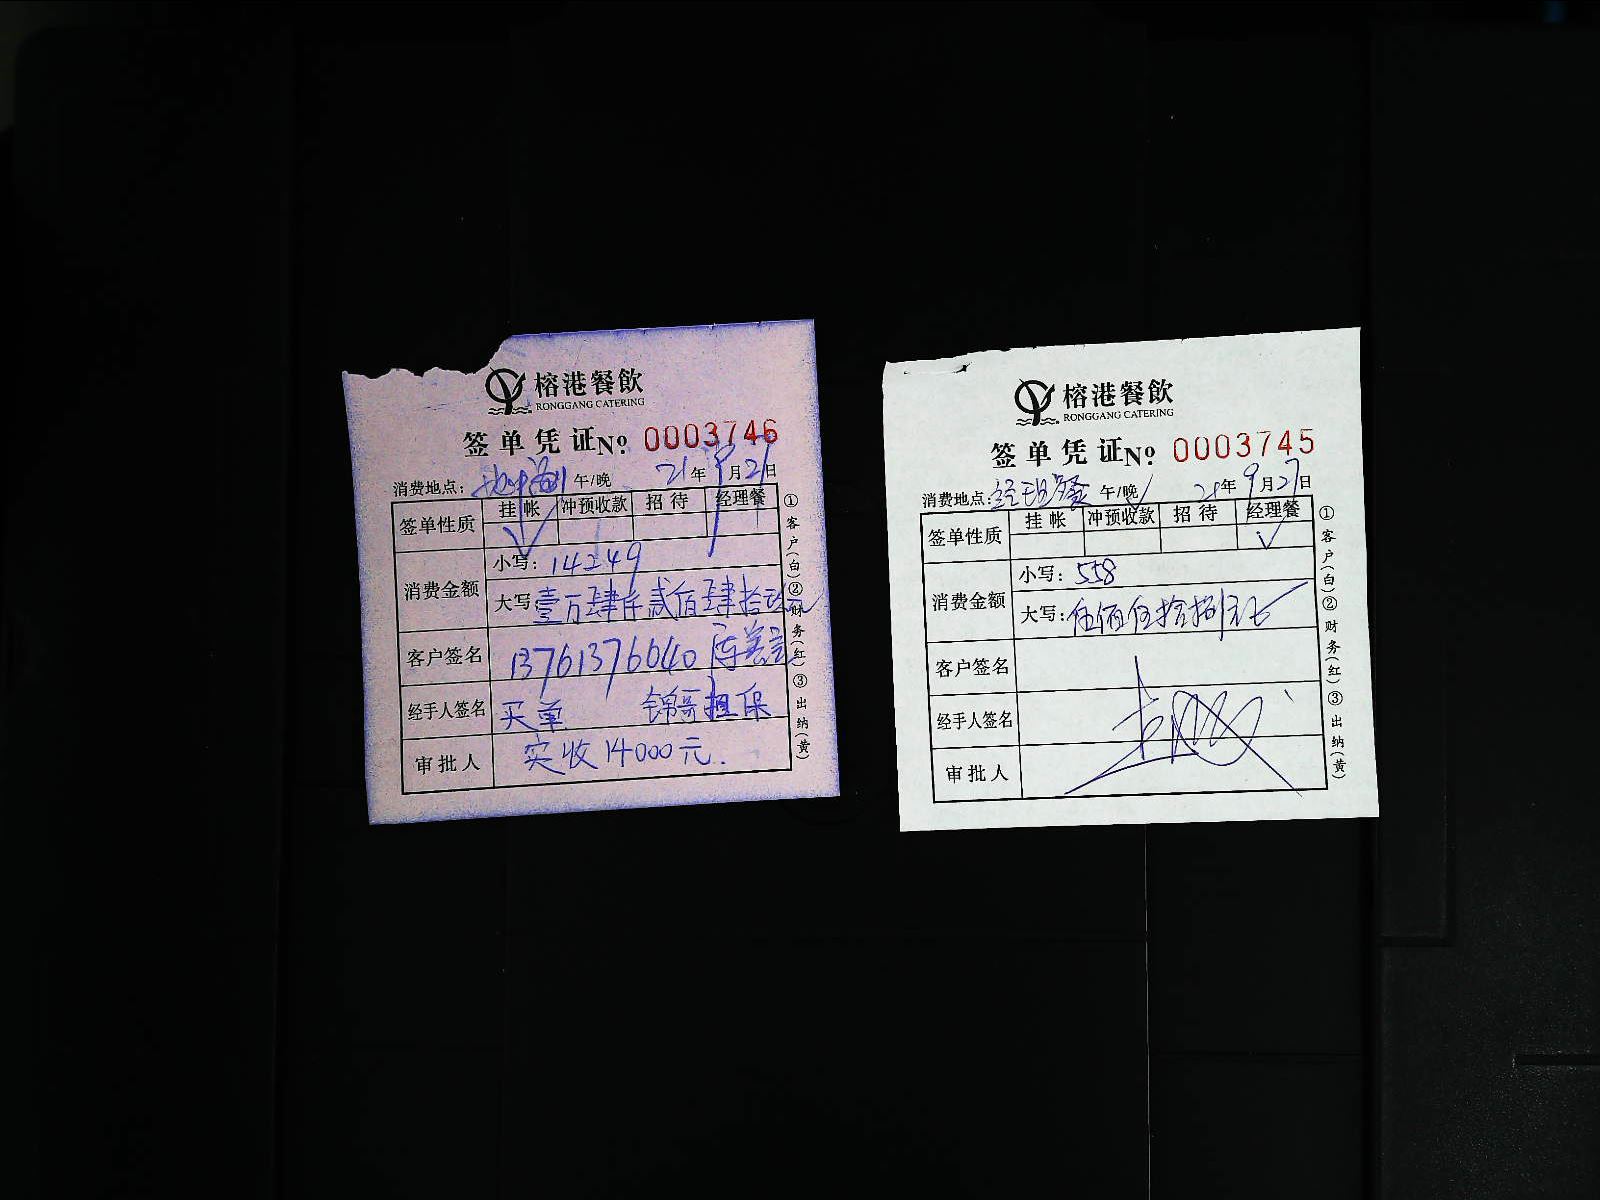 榕港餐飲
RONGGANG CATERING
签单凭证No. 0003746
消费地点: 地中海 午/晚 21年9月27日
签单性质 挂帐 冲预收款 招待 经理餐
消费金额 小写: 14249
大写: 壹万肆仟贰佰肆拾玖元
客户签名 13761376640
经手人签名 买单 锦哥担保
审批人 实收14000元.
①客户(白)②财务(红)③出纳(黄)
榕港餐飲
RONGGANG CATERING
签单凭证No. 0003745
消费地点: 经理餐 午/晚 21年9月27日
签单性质 挂帐 冲预收款 招待 经理餐
消费金额 小写: 558
大写: 伍佰伍拾捌元
客户签名
经手人签名
审批人
①客户(白)②财务(红)③出纳(黄)